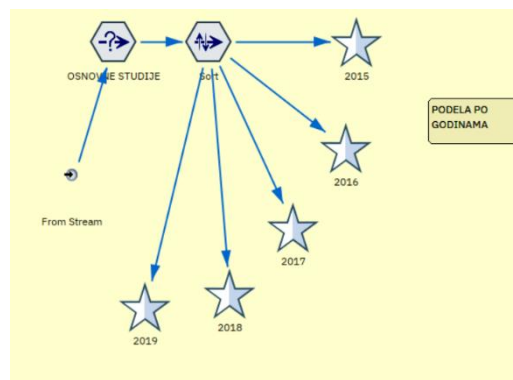 OSNOVNE STUDIJE
Sort
2015
PODELA PO
GODINAMA
2016
From Stream
2017
2018
2019